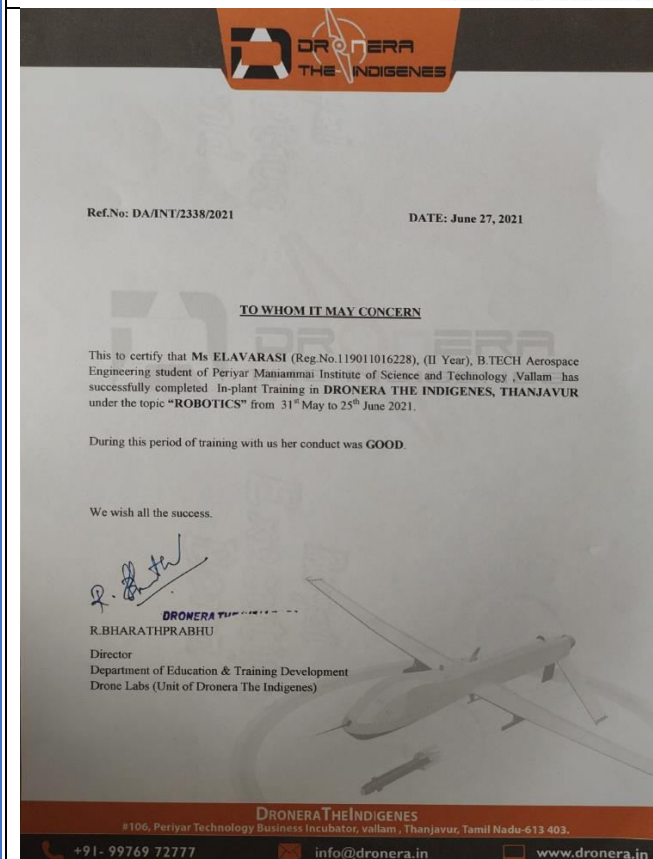 DRONERA
THE INDIGENES
Ref.No: DA/INT/2338/2021
DATE: June 27, 2021
TO WHOM IT MAY CONCERN
DRONERA
This to certify that Ms ELAVARASI (Reg.No.119011016228), (II Year), B.TECH Aerospace
Engineering student of Periyar Maniammai Institute of Science and Technology ,Vallam has
successfully completed In-plant Training in DRONERA THE INDIGENES, THANJAVUR
under the topic “ROBOTICS” from 31st May to 25th June 2021.
During this period of training with us her conduct was GOOD.
We wish all the success.
DRONERA
R.BHARATHPRABHU
Director
Department of Education & Training Development
Drone Labs (Unit of Dronera The Indigenes)
DRONERATHEINDIGENES
#106, Periyar Technology Business Incubator, vallam , Thanjavur, Tamil Nadu-613 403.
+91- 99769 72777
info@dronera.in
www.dronera.in